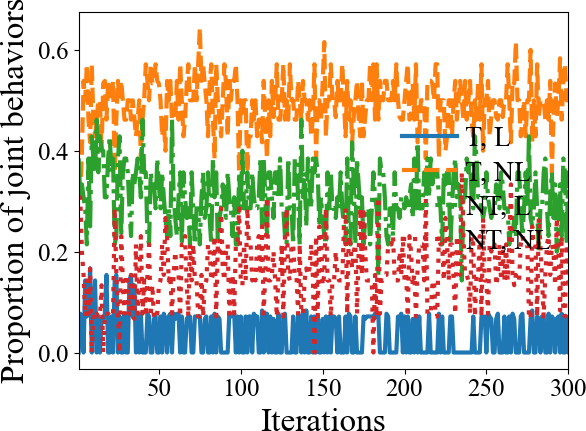 Proportion of joint behaviors
0.6
0.4
0.2
0.0
T, L
T, NL
NT, L
NT, NL
50
100
150
200
250
300
Iterations